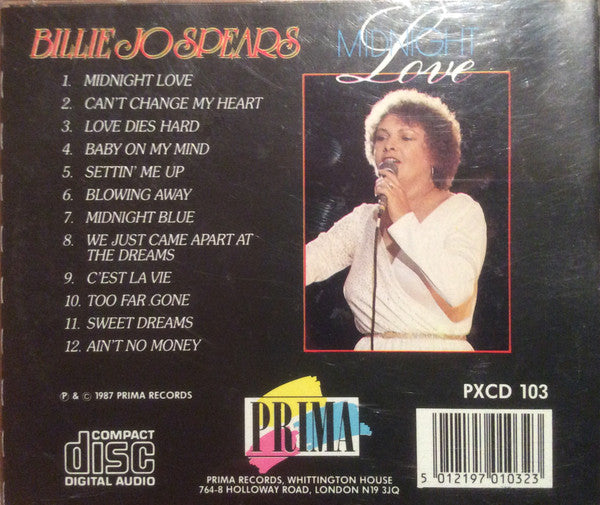 BILLIE JO SPEARS
MIDNIGHT
Love
1. MIDNIGHT LOVE
2. CAN'T CHANGE MY HEART
3. LOVE DIES HARD
4. BABY ON MY MIND
5. SETTIN' ME UP
6. BLOWING AWAY
7. MIDNIGHT BLUE
8. WE JUST CAME APART AT
THE DREAMS
9. C'EST LA VIE
10. TOO FAR GONE
11. SWEET DREAMS
12. AIN'T NO MONEY
℗ & © 1987 PRIMA RECORDS
COMPACT
disc
DIGITAL AUDIO
PRIMA
PRIMA RECORDS, WHITTINGTON HOUSE
764-8 HOLLOWAY ROAD, LONDON N19 3JQ
PXCD 103
5 012197 010323